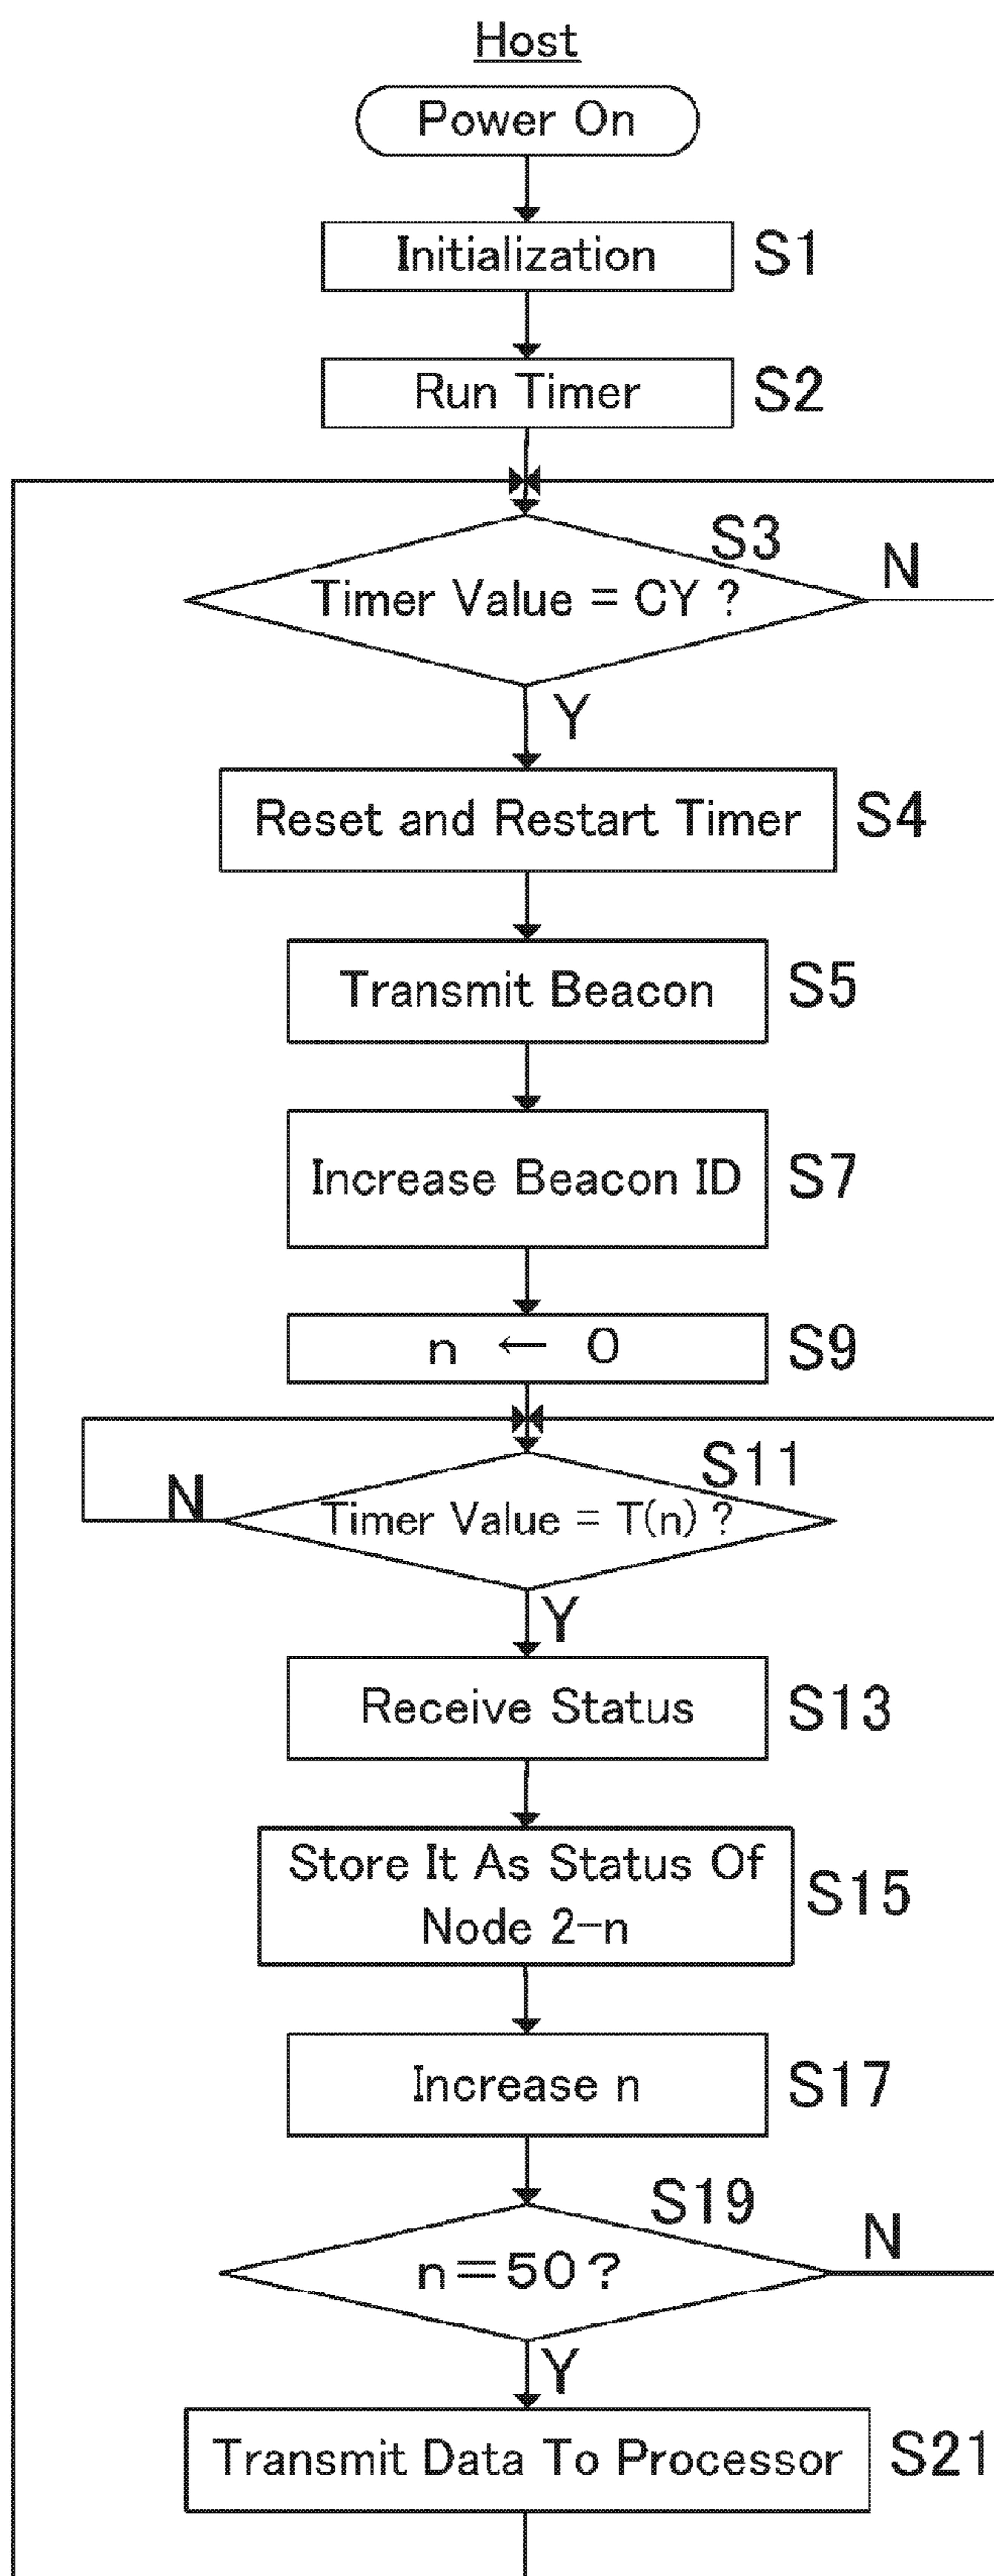 Host
Power On
Initialization
S1
Run Timer
S2
S3
N
Timer Value = CY ?
Y
Reset and Restart Timer
S4
Transmit Beacon
S5
Increase Beacon ID
S7
n ← 0
S9
S11
N
Timer Value = T(n) ?
Y
Receive Status
S13
Store It As Status Of
Node 2-n
S15
Increase n
S17
S19
N
n=50?
Y
Transmit Data To Processor
S21